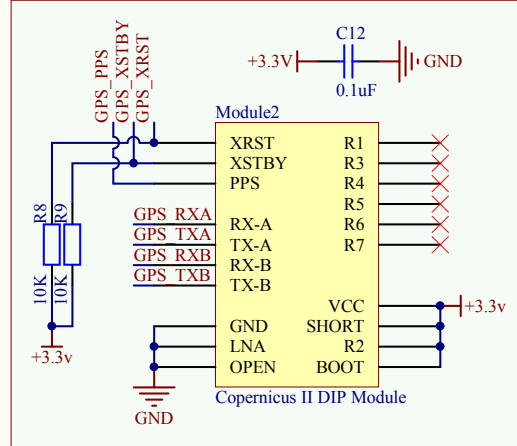 C12
+3.3V
GND
0.1uF
GPS_PPS
GPS_XSTBY
GPS_XRST
Module2
XRST
R1
XSTBY
R3
PPS
R4
R5
GPS_RXA
RX-A
R6
GPS_TXA
TX-A
R7
GPS_RXB
RX-B
GPS_TXB
TX-B
R8
R9
10K
10K
VCC
+3.3v
GND
SHORT
LNA
R2
OPEN
BOOT
+3.3v
GND
Copernicus II DIP Module